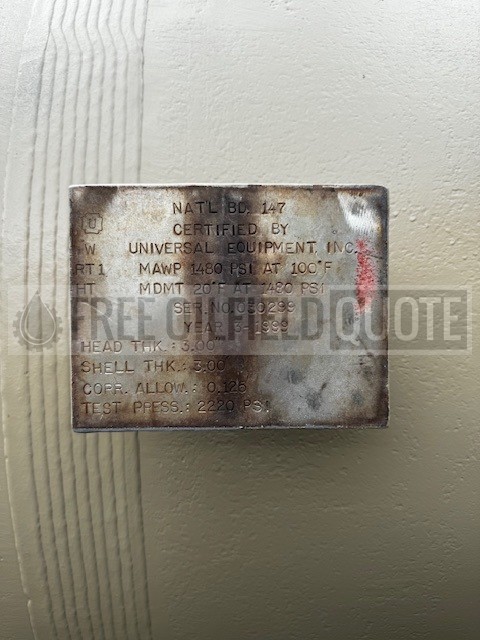 NAT'L BD. 147
U
CERTIFIED BY
W UNIVERSAL EQUIPMENT, INC.
RT1 MAWP 1480 PSI AT 100°F
HT MDMT 20°F AT 1480 PSI
SER. NO. 030299
YEAR 3-1999
FREE OILFIELD QUOTE
HEAD THK.: 3.00"
SHELL THK.: 3.00
CORR. ALLOW.: 0.125
TEST PRESS.: 2220 PSI